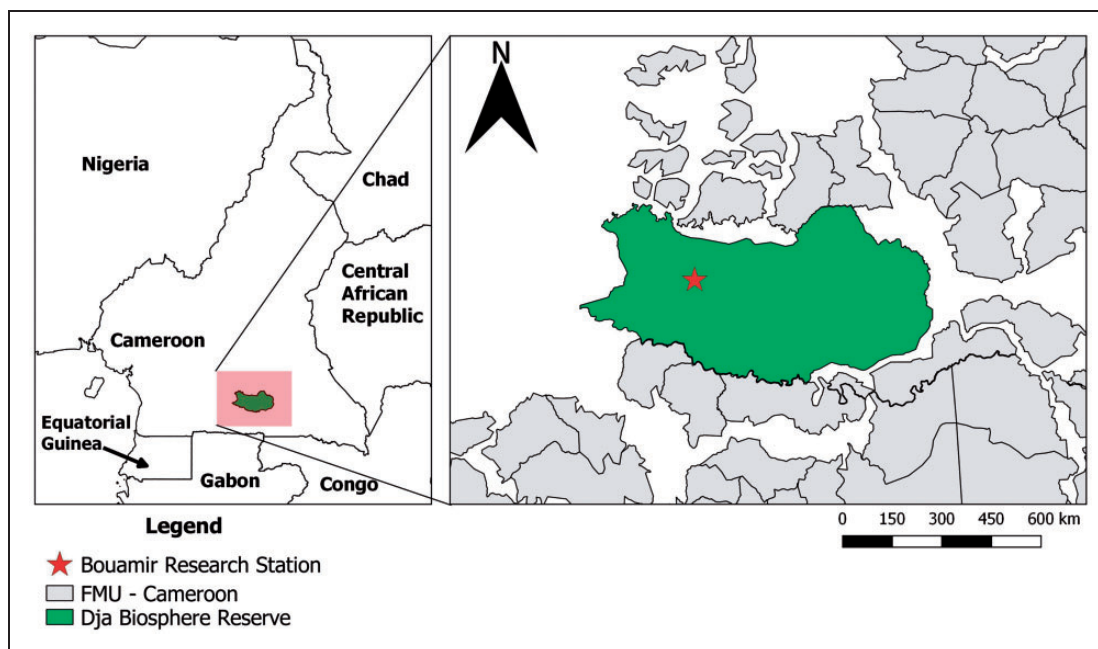 Nigeria
Chad
Central
African
Republic
Cameroon
Equatorial
Guinea
Gabon
Congo
N
0 150 300 450 600 km
Legend
Bouamir Research Station
FMU - Cameroon
Dja Biosphere Reserve